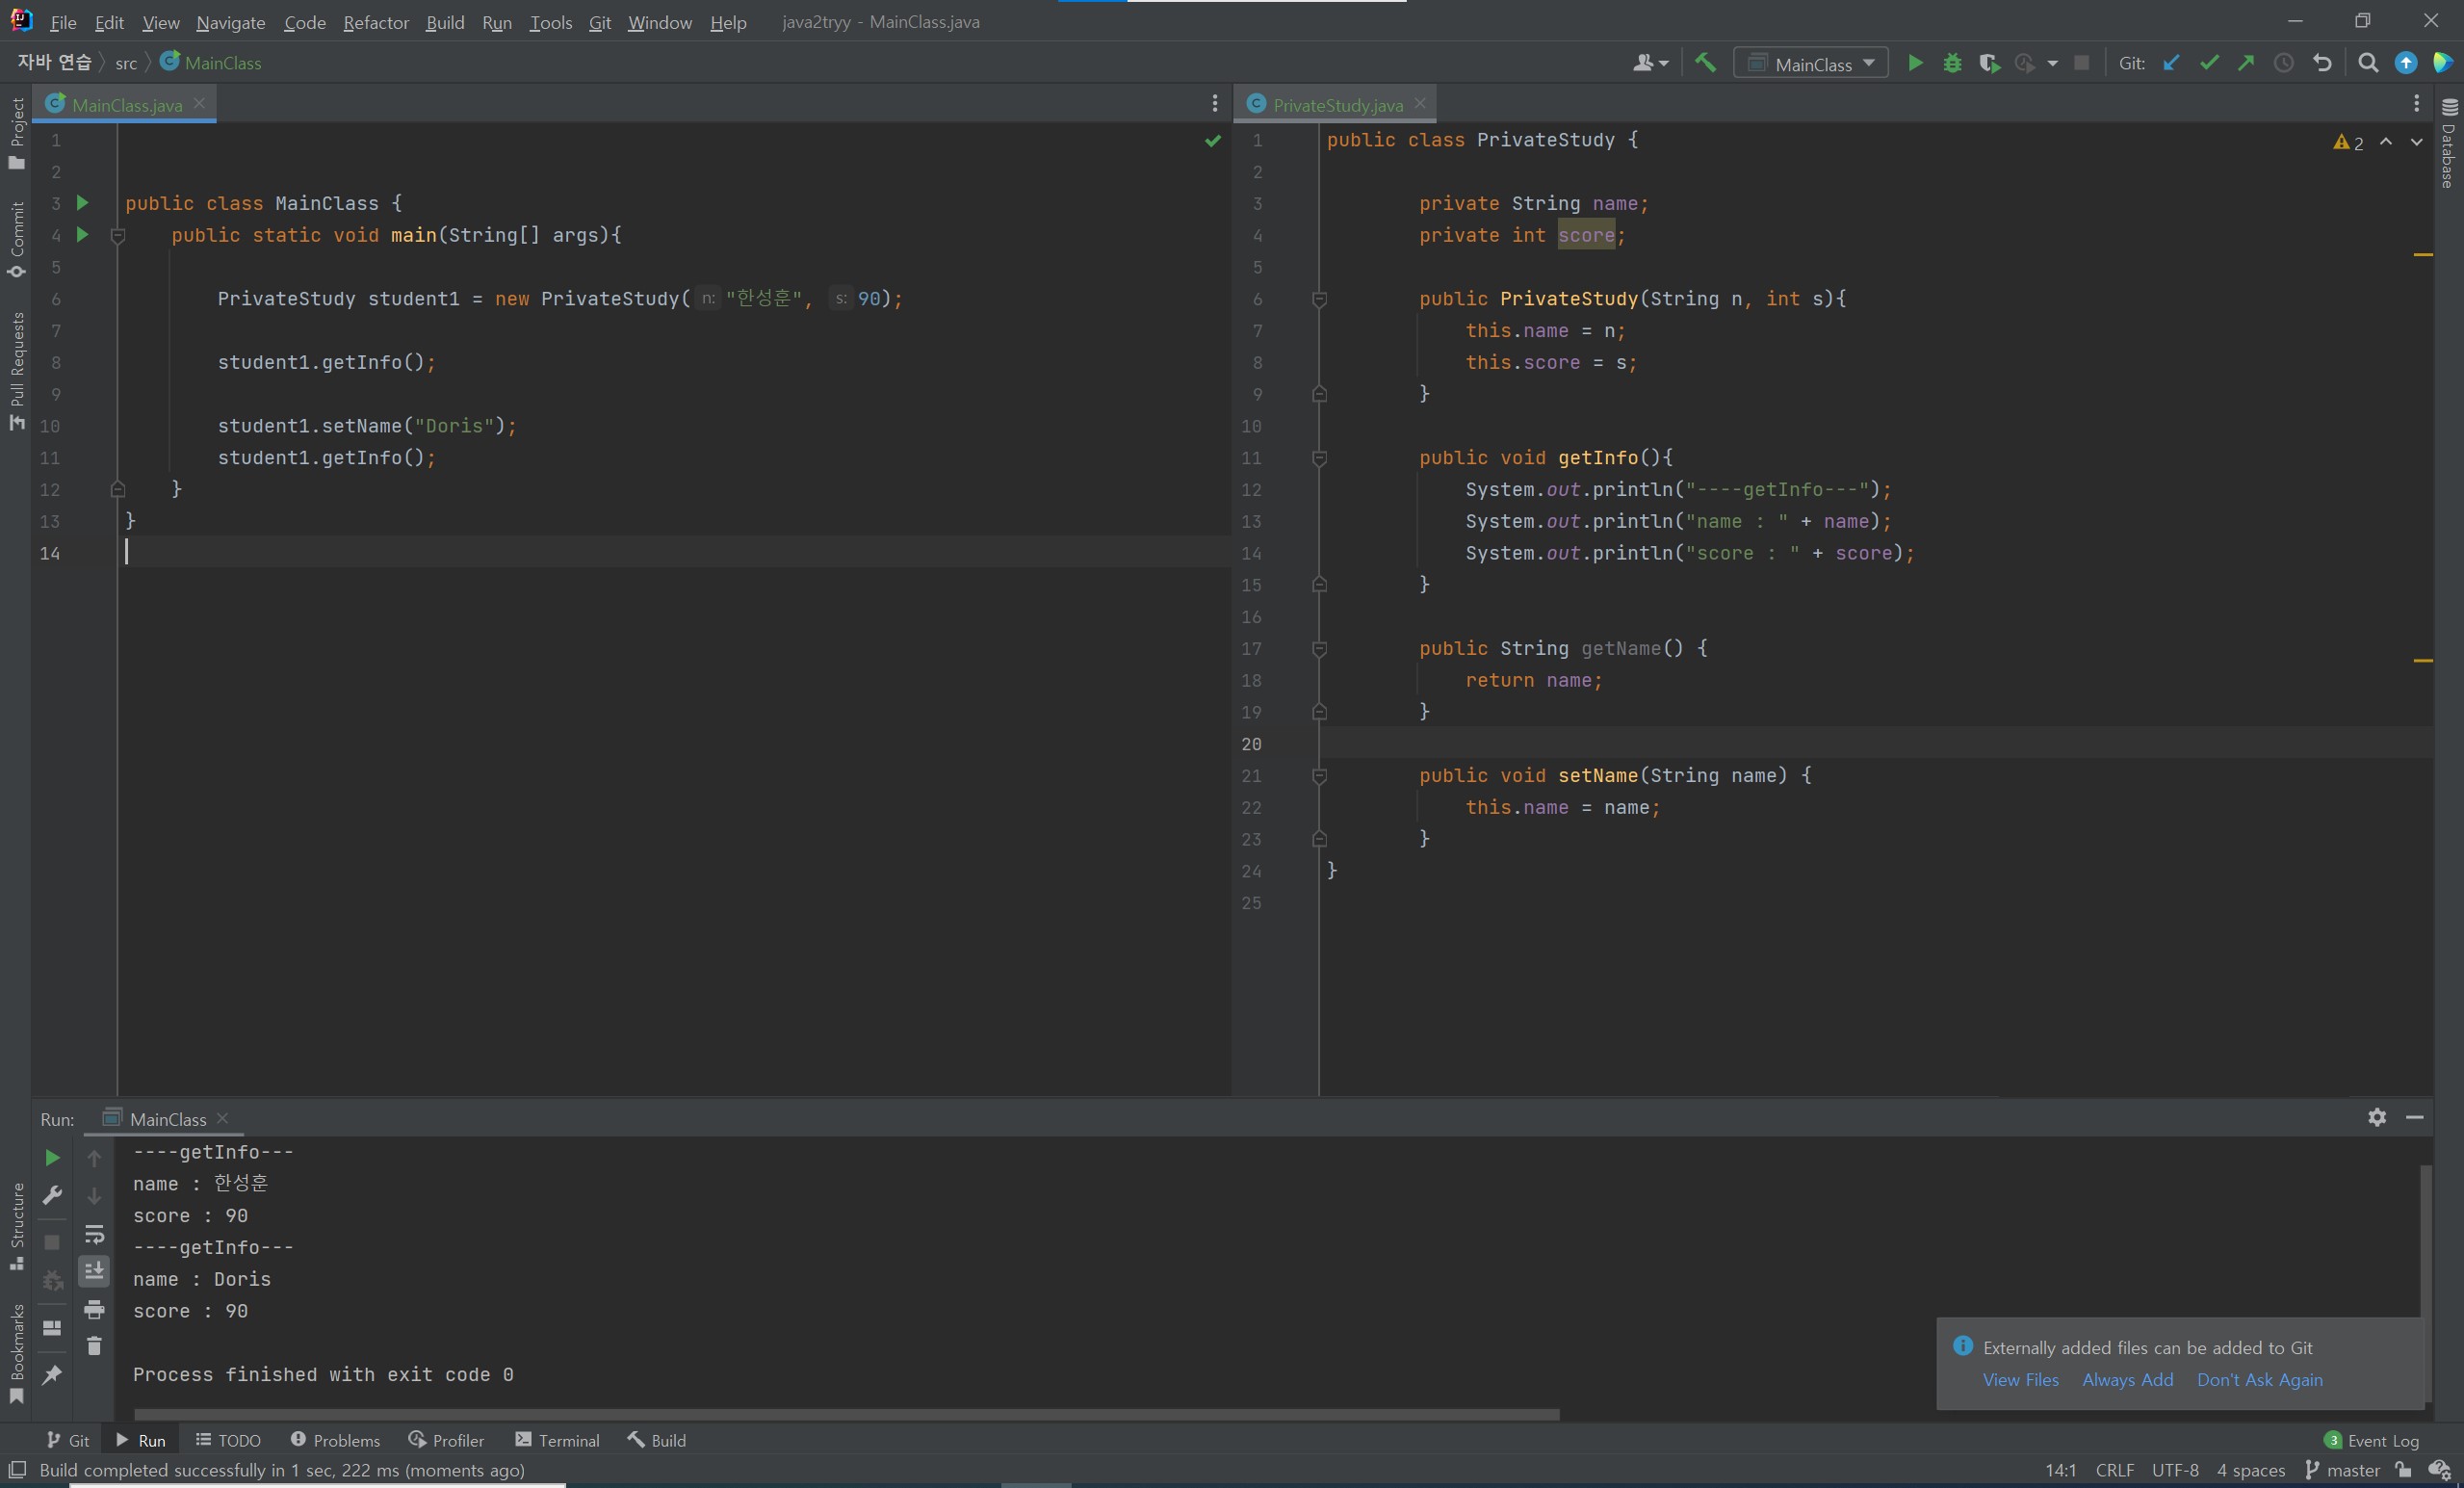 File Edit View Navigate Code Refactor Build Run Tools Git Window Help java2tryy - MainClass.java
자바 연습 src MainClass
MainClass Git:
MainClass.java
PrivateStudy.java
Project
Commit
Pull Requests
Structure
Bookmarks
Database
1
2
3 public class MainClass {
4 public static void main(String[] args){
5
6 PrivateStudy student1 = new PrivateStudy( n: "한성훈", s: 90);
7
8 student1.getInfo();
9
10 student1.setName("Doris");
11 student1.getInfo();
12 }
13 }
14
2
1 public class PrivateStudy {
2
3 private String name;
4 private int score;
5
6 public PrivateStudy(String n, int s){
7 this.name = n;
8 this.score = s;
9 }
10
11 public void getInfo(){
12 System.out.println("----getInfo---");
13 System.out.println("name : " + name);
14 System.out.println("score : " + score);
15 }
16
17 public String getName() {
18 return name;
19 }
20
21 public void setName(String name) {
22 this.name = name;
23 }
24 }
25
Run: MainClass
----getInfo---
name : 한성훈
score : 90
----getInfo---
name : Doris
score : 90
Process finished with exit code 0
Externally added files can be added to Git
View Files Always Add Don't Ask Again
Git Run TODO Problems Profiler Terminal Build 3 Event Log
Build completed successfully in 1 sec, 222 ms (moments ago) 14:1 CRLF UTF-8 4 spaces master